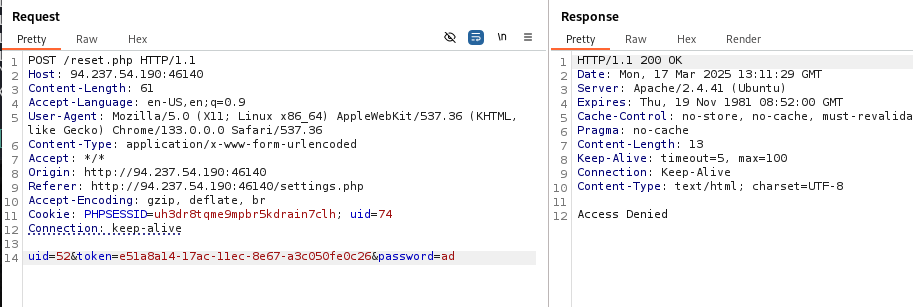 Request
Pretty Raw Hex
\n
1 POST /reset.php HTTP/1.1
2 Host: 94.237.54.190:46140
3 Content-Length: 61
4 Accept-Language: en-US,en;q=0.9
5 User-Agent: Mozilla/5.0 (X11; Linux x86_64) AppleWebKit/537.36 (KHTML,
like Gecko) Chrome/133.0.0.0 Safari/537.36
6 Content-Type: application/x-www-form-urlencoded
7 Accept: */*
8 Origin: http://94.237.54.190:46140
9 Referer: http://94.237.54.190:46140/settings.php
10 Accept-Encoding: gzip, deflate, br
11 Cookie: PHPSESSID=uh3dr8tqme9mpbr5kdrain7clh; uid=74
12 Connection: keep-alive
13
14 uid=52&token=e51a8a14-17ac-11ec-8e67-a3c050fe0c26&password=ad
Response
Pretty Raw Hex Render
1 HTTP/1.1 200 OK
2 Date: Mon, 17 Mar 2025 13:11:29 GMT
3 Server: Apache/2.4.41 (Ubuntu)
4 Expires: Thu, 19 Nov 1981 08:52:00 GMT
5 Cache-Control: no-store, no-cache, must-revalida
6 Pragma: no-cache
7 Content-Length: 13
8 Keep-Alive: timeout=5, max=100
9 Connection: Keep-Alive
10 Content-Type: text/html; charset=UTF-8
11
12 Access Denied